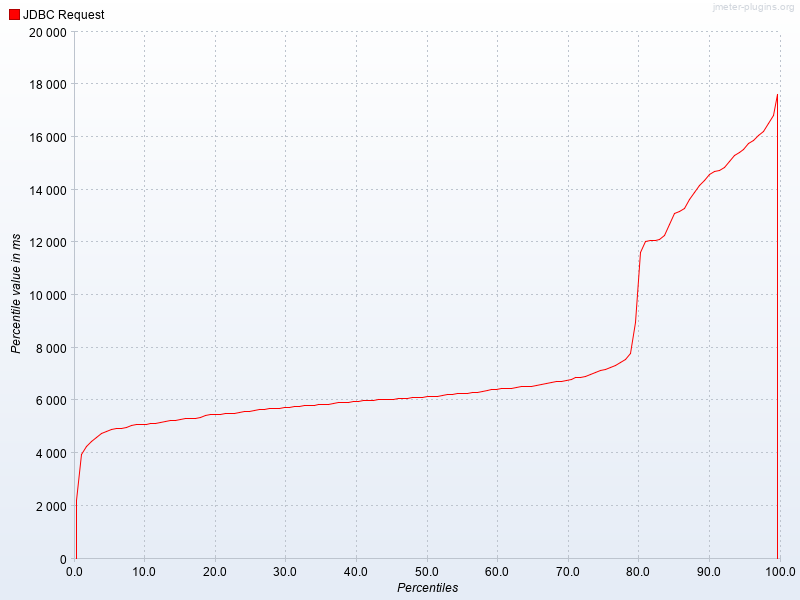 jmeter-plugins.org
JDBC Request
20 000
18 000
16 000
14 000
12 000
10 000
8 000
6 000
4 000
2 000
0
Percentile value in ms
0.0 10.0 20.0 30.0 40.0 50.0 60.0 70.0 80.0 90.0 100.0
Percentiles